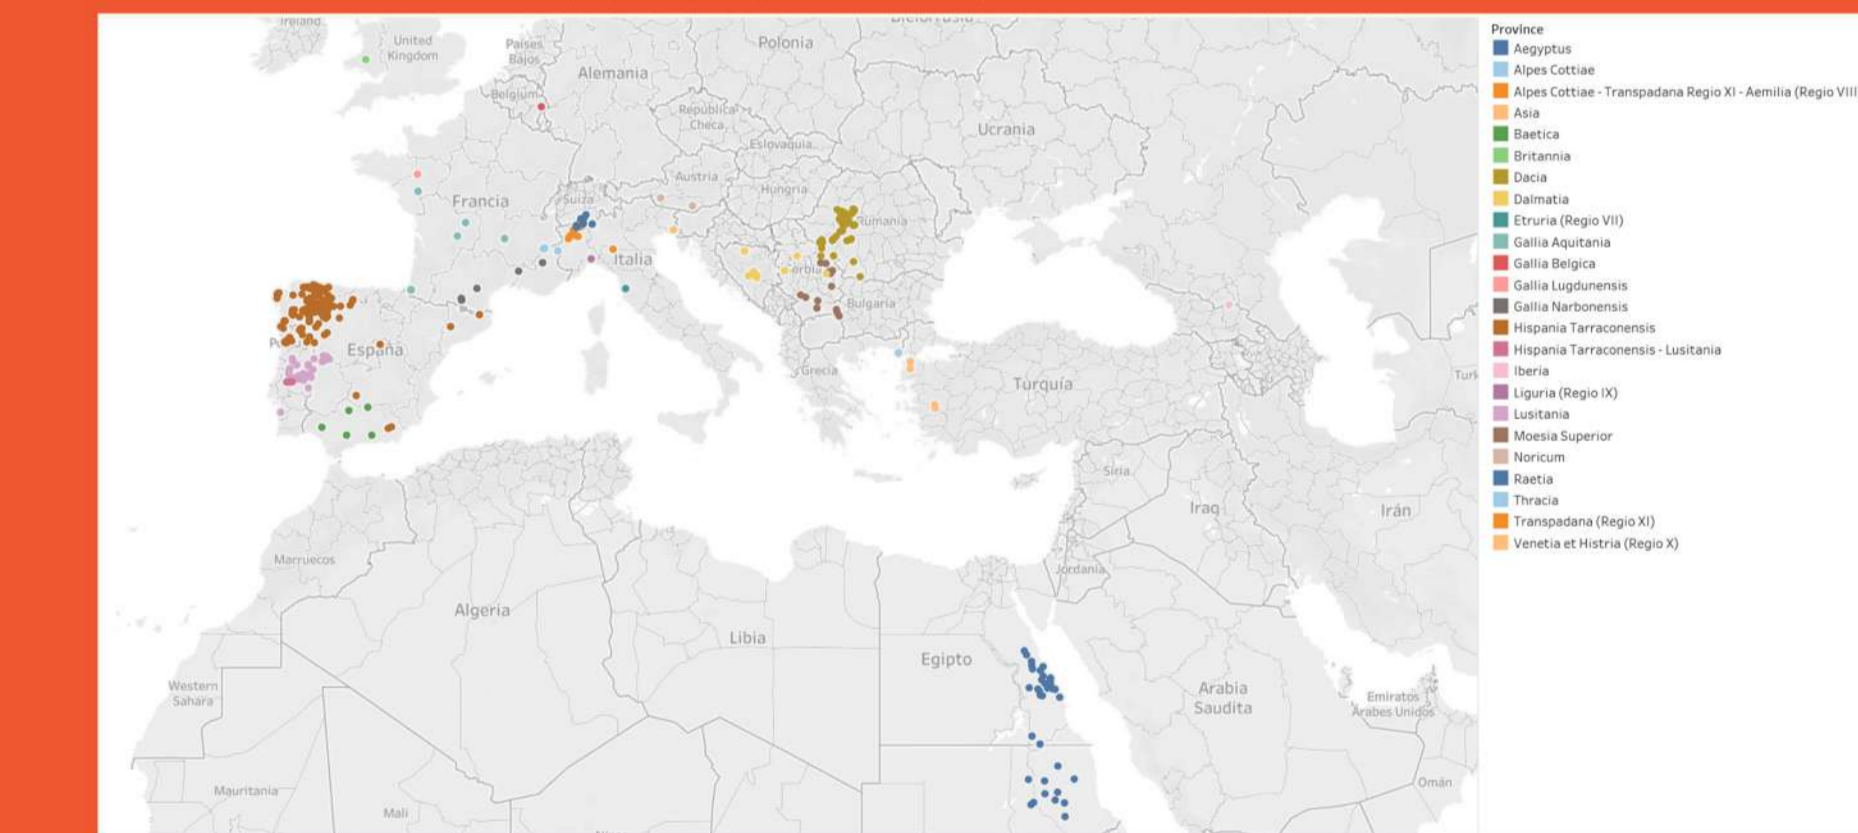 Ireland
United
Kingdom
Países
Bajos
Polonia
Alemania
Belgium
República
Checa
Ucrania
Eslovaquia
Austria
Hungría
Francia
Suiza
Rumanía
Italia
Bulgaria
España
Grecia
Turquía
Siria
Iraq
Irán
Marruecos
Jordania
Algeria
Libia
Egipto
Western
Sahara
Arabia
Saudita
Emiratos
Árabes Unidos
Mauritania
Mali
Omán
Province
Aegyptus
Alpes Cottiae
Alpes Cottiae - Transpadana Regio XI - Aemilia (Regio VIII
Asia
Baetica
Britannia
Dacia
Dalmatia
Etruria (Regio VII)
Gallia Aquitania
Gallia Belgica
Gallia Lugdunensis
Gallia Narbonensis
Hispania Tarraconensis
Hispania Tarraconensis - Lusitania
Iberia
Liguria (Regio IX)
Lusitania
Moesia Superior
Noricum
Raetia
Thracia
Transpadana (Regio XI)
Venetia et Histria (Regio X)